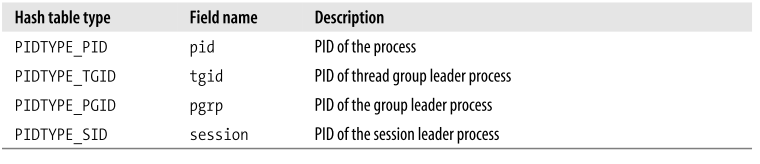 Hash table type Field name Description
PIDTYPE_PID pid PID of the process
PIDTYPE_TGID tgid PID of thread group leader process
PIDTYPE_PGID pgrp PID of the group leader process
PIDTYPE_SID session PID of the session leader process